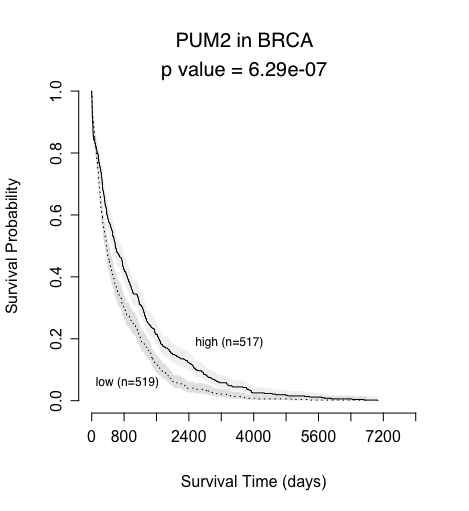 PUM2 in BRCA
p value = 6.29e-07
1.0
0.8
0.6
0.4
0.2
0.0
Survival Probability
high (n=517)
low (n=519)
0 800 2400 4000 5600 7200
Survival Time (days)